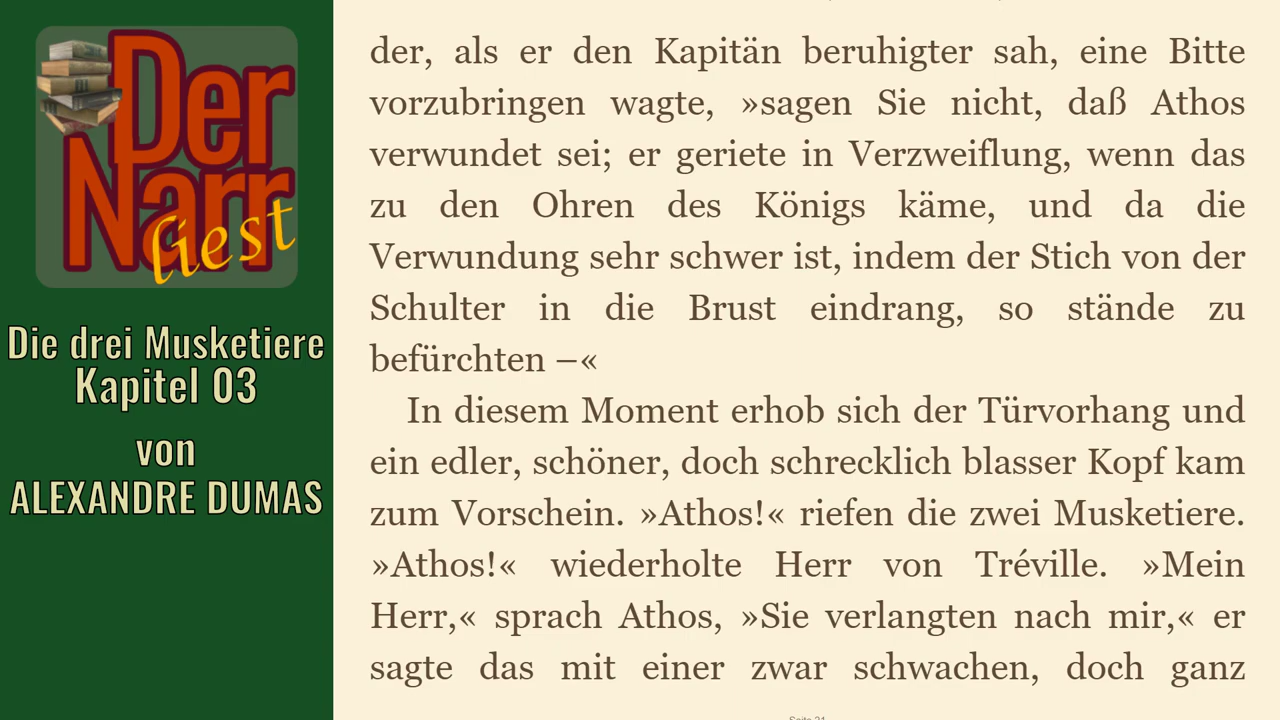 Der
Narr
liest
Die drei Musketiere
Kapitel 03
von
ALEXANDRE DUMAS
der, als er den Kapitän beruhigter sah, eine Bitte
vorzubringen wagte, »sagen Sie nicht, daß Athos
verwundet sei; er geriete in Verzweiflung, wenn das
zu den Ohren des Königs käme, und da die
Verwundung sehr schwer ist, indem der Stich von der
Schulter in die Brust eindrang, so stände zu
befürchten –«
In diesem Moment erhob sich der Türvorhang und
ein edler, schöner, doch schrecklich blasser Kopf kam
zum Vorschein. »Athos!« riefen die zwei Musketiere.
»Athos!« wiederholte Herr von Tréville. »Mein
Herr,« sprach Athos, »Sie verlangten nach mir,« er
sagte das mit einer zwar schwachen, doch ganz